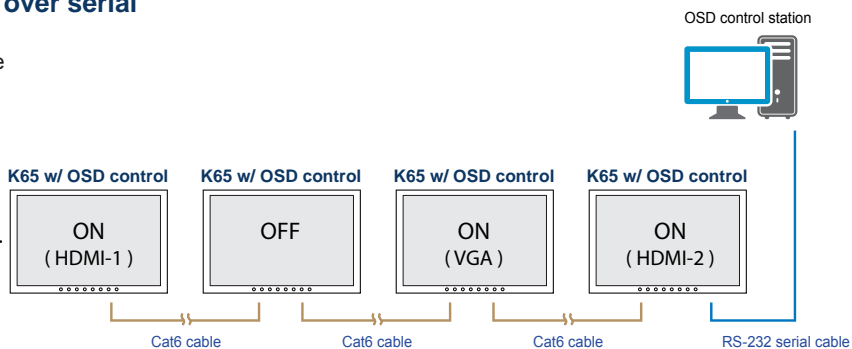 over serial
OSD control station
e
K65 w/ OSD control K65 w/ OSD control K65 w/ OSD control K65 w/ OSD control
.
ON
( HDMI-1 )
OFF
ON
( VGA )
ON
( HDMI-2 )
Cat6 cable Cat6 cable Cat6 cable RS-232 serial cable